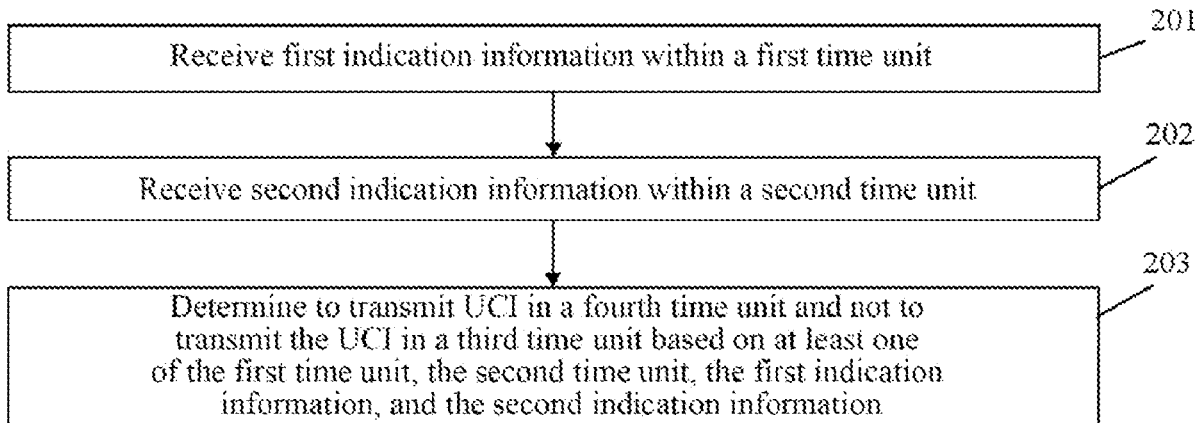 201
Receive first indication information within a first time unit
202
Receive second indication information within a second time unit
203
Determine to transmit UCI in a fourth time unit and not to
transmit the UCI in a third time unit based on at least one
of the first time unit, the second time unit, the first indication
information, and the second indication information